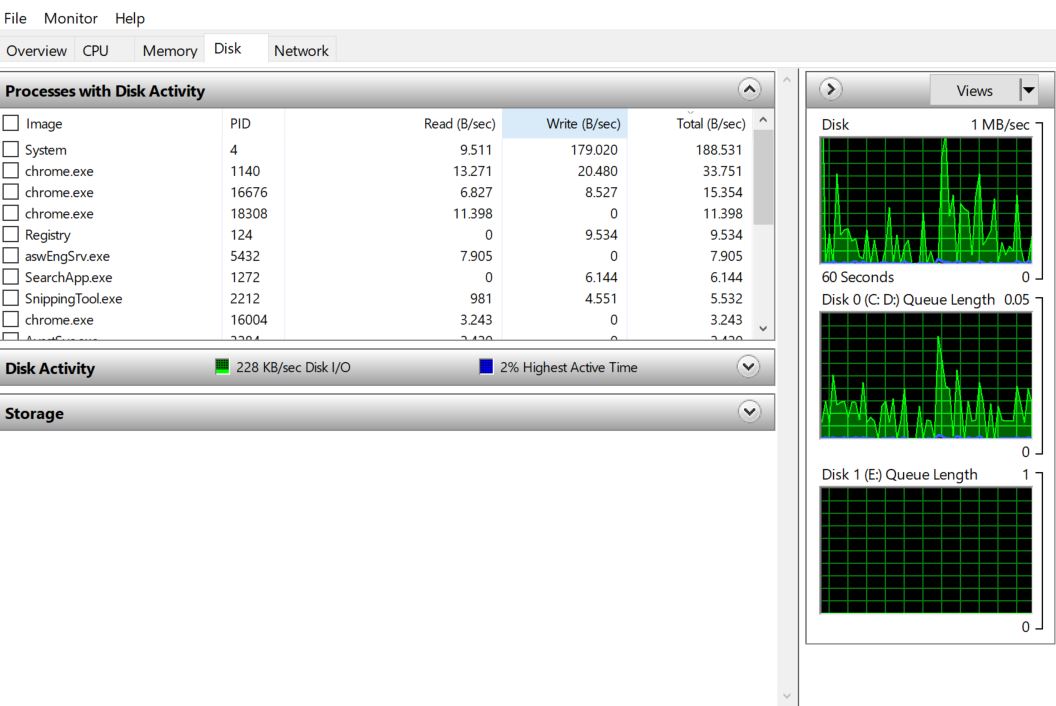 File Monitor Help
Overview CPU Memory Disk Network
Processes with Disk Activity
Image PID Read (B/sec) Write (B/sec) Total (B/sec)
System 4 9.511 179.020 188.531
chrome.exe 1140 13.271 20.480 33.751
chrome.exe 16676 6.827 8.527 15.354
chrome.exe 18308 11.398 0 11.398
Registry 124 0 9.534 9.534
aswEngSrv.exe 5432 7.905 0 7.905
SearchApp.exe 1272 0 6.144 6.144
SnippingTool.exe 2212 981 4.551 5.532
chrome.exe 16004 3.243 0 3.243
Disk Activity 228 KB/sec Disk I/O 2% Highest Active Time
Storage
Views
Disk 1 MB/sec
60 Seconds 0
Disk 0 (C: D:) Queue Length 0.05
0
Disk 1 (E:) Queue Length 1
0